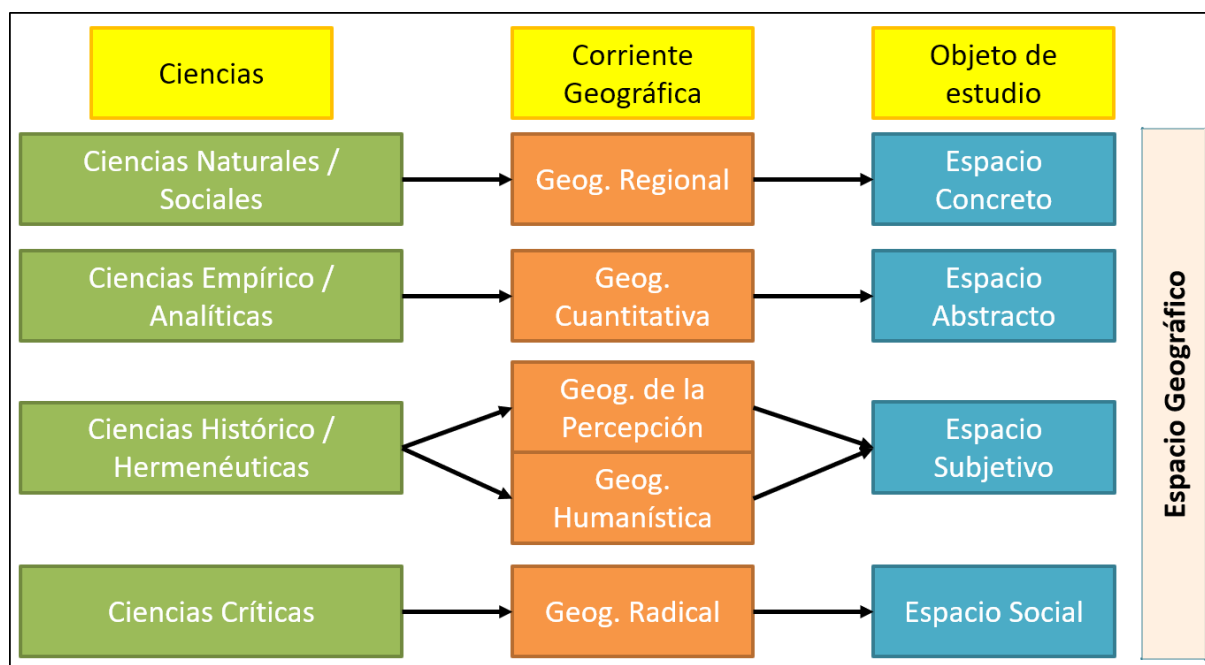 Ciencias
Corriente
Geográfica
Objeto de
estudio
Ciencias Naturales /
Sociales
Geog. Regional
Espacio
Concreto
Ciencias Empírico /
Analíticas
Geog.
Cuantitativa
Espacio
Abstracto
Ciencias Histórico /
Hermenéuticas
Geog. de la
Percepción
Geog.
Humanística
Espacio
Subjetivo
Ciencias Críticas
Geog. Radical
Espacio Social
Espacio Geográfico